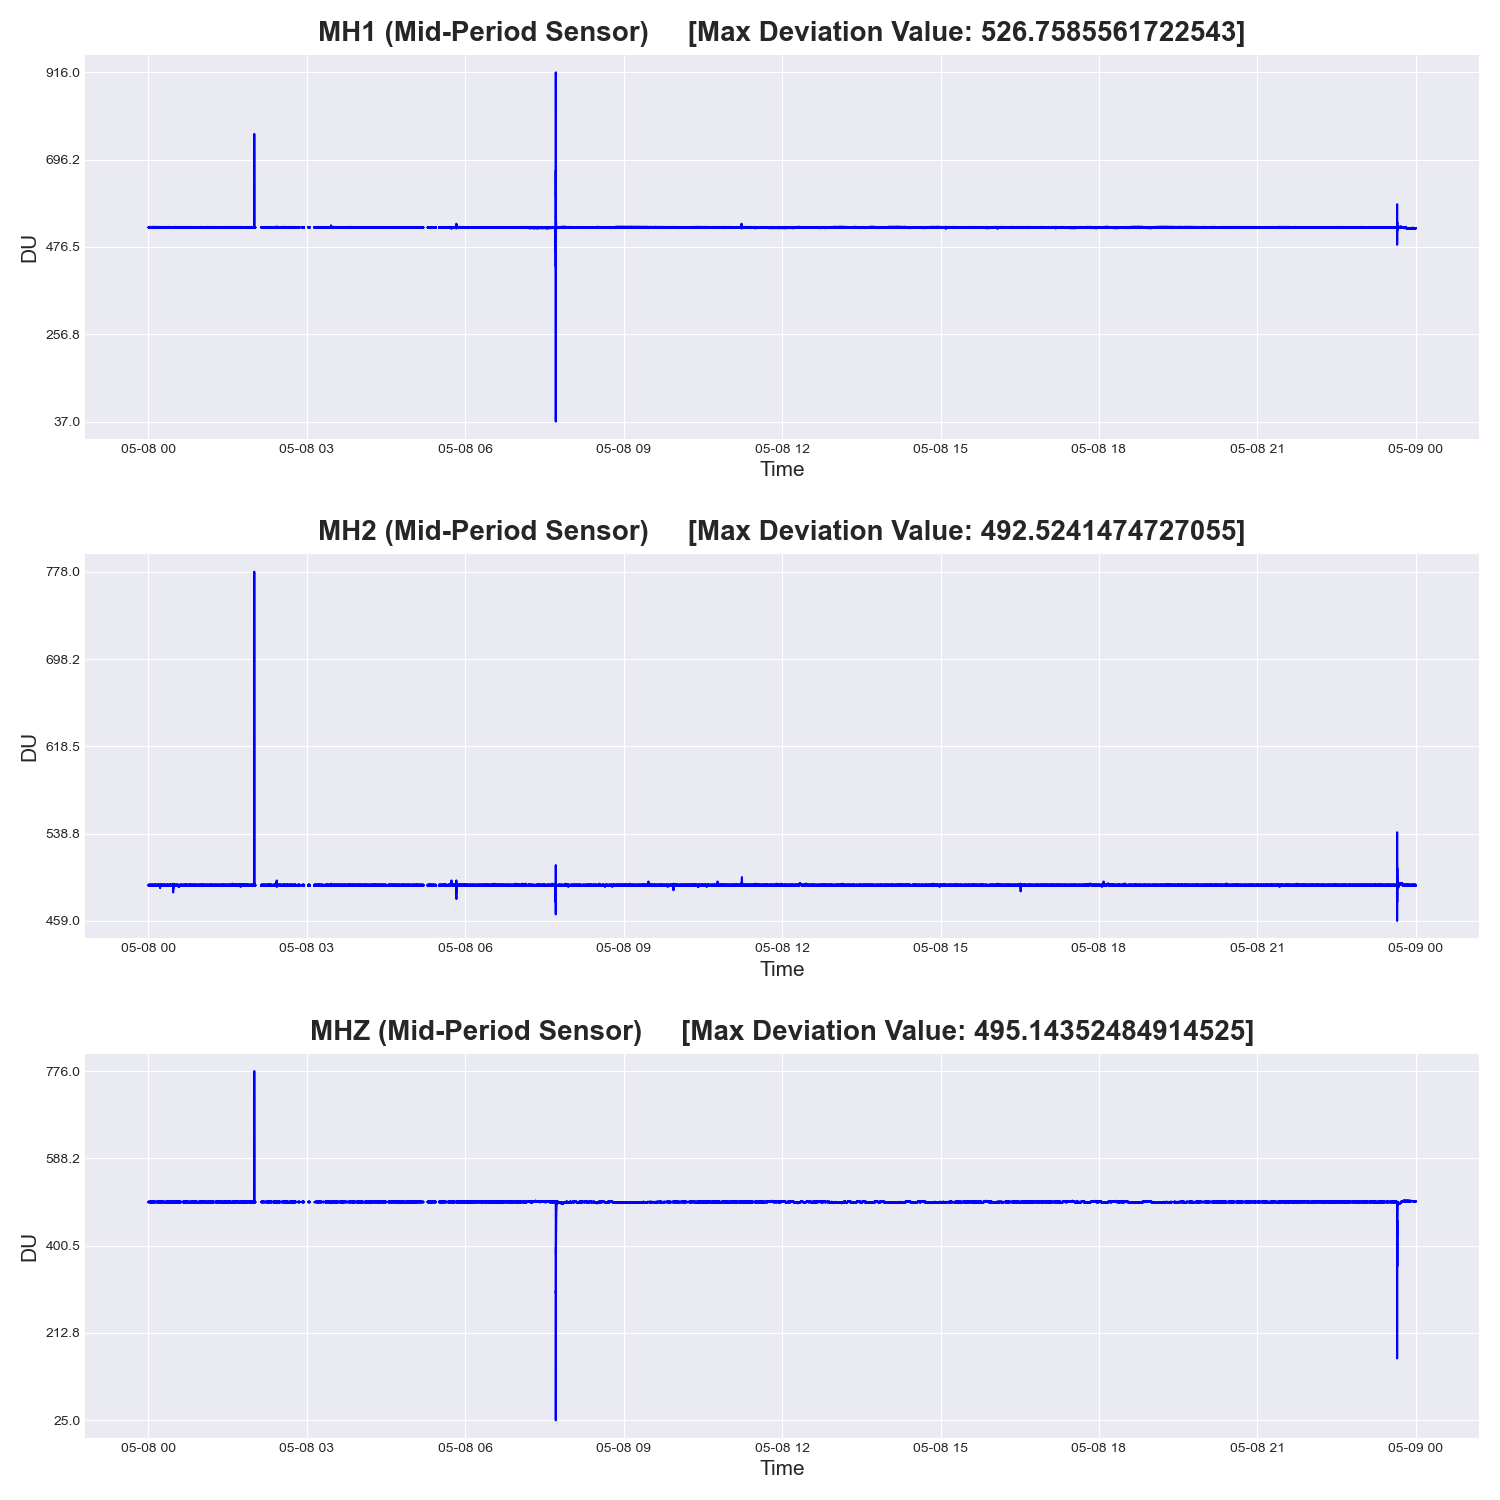 MH1 (Mid-Period Sensor) [Max Deviation Value: 526.7585561722543]
916.0
696.2
476.5
256.8
37.0
DU
05-08 00 05-08 03 05-08 06 05-08 09 05-08 12 05-08 15 05-08 18 05-08 21 05-09 00
Time
MH2 (Mid-Period Sensor) [Max Deviation Value: 492.5241474727055]
778.0
698.2
618.5
538.8
459.0
DU
05-08 00 05-08 03 05-08 06 05-08 09 05-08 12 05-08 15 05-08 18 05-08 21 05-09 00
Time
MHZ (Mid-Period Sensor) [Max Deviation Value: 495.14352484914525]
776.0
588.2
400.5
212.8
25.0
DU
05-08 00 05-08 03 05-08 06 05-08 09 05-08 12 05-08 15 05-08 18 05-08 21 05-09 00
Time